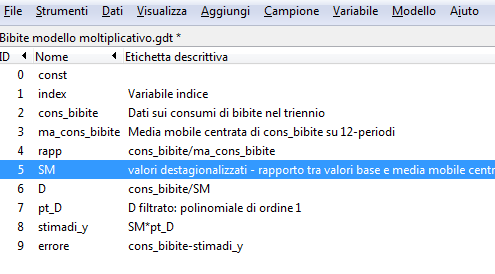 File Strumenti Dati Visualizza Aggiungi Campione Variabile Modello Aiuto
Bibite modello moltiplicativo.gdt *
ID Nome Etichetta descrittiva
0 const
1 index Variabile indice
2 cons_bibite Dati sui consumi di bibite nel triennio
3 ma_cons_bibite Media mobile centrata di cons_bibite su 12-periodi
4 rapp cons_bibite/ma_cons_bibite
5 SM valori destagionalizzati - rapporto tra valori base e media mobile centr
6 D cons_bibite/SM
7 pt_D D filtrato: polinomiale di ordine 1
8 stimadi_y SM*pt_D
9 errore cons_bibite-stimadi_y